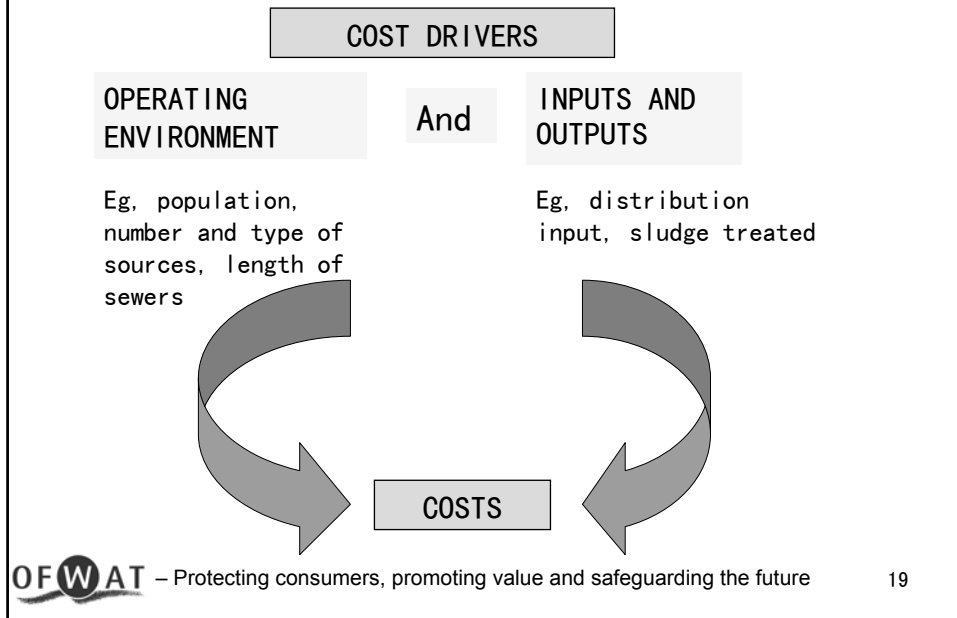 COST DRIVERS
OPERATING
ENVIRONMENT
And
INPUTS AND
OUTPUTS
Eg, population,
number and type of
sources, length of
sewers
Eg, distribution
input, sludge treated
COSTS
OFWAT – Protecting consumers, promoting value and safeguarding the future 19